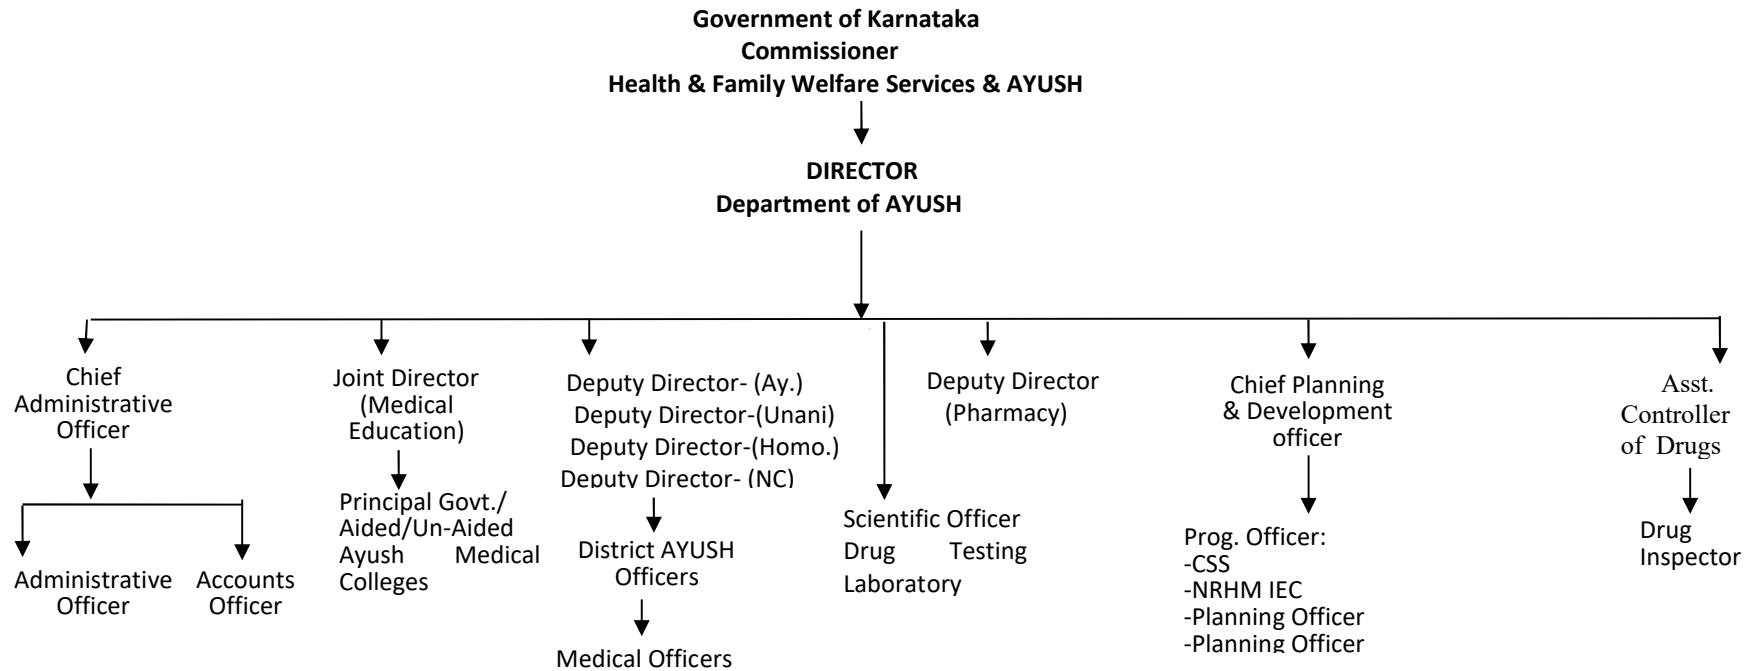 Government of Karnataka
Commissioner
Health & Family Welfare Services & AYUSH
DIRECTOR
Department of AYUSH
Chief
Administrative
Officer
Administrative
Officer
Accounts
Officer
Joint Director
(Medical
Education)
Principal Govt./
Aided/Un-Aided
Ayush Medical
Colleges
Deputy Director- (Ay.)
Deputy Director-(Unani)
Deputy Director-(Homo.)
Deputy Director- (NC)
District AYUSH
Officers
Medical Officers
Scientific Officer
Drug Testing
Laboratory
Deputy Director
(Pharmacy)
Chief Planning
& Development
officer
Prog. Officer:
-CSS
-NRHM IEC
-Planning Officer
-Planning Officer
Asst.
Controller
of Drugs
Drug
Inspector